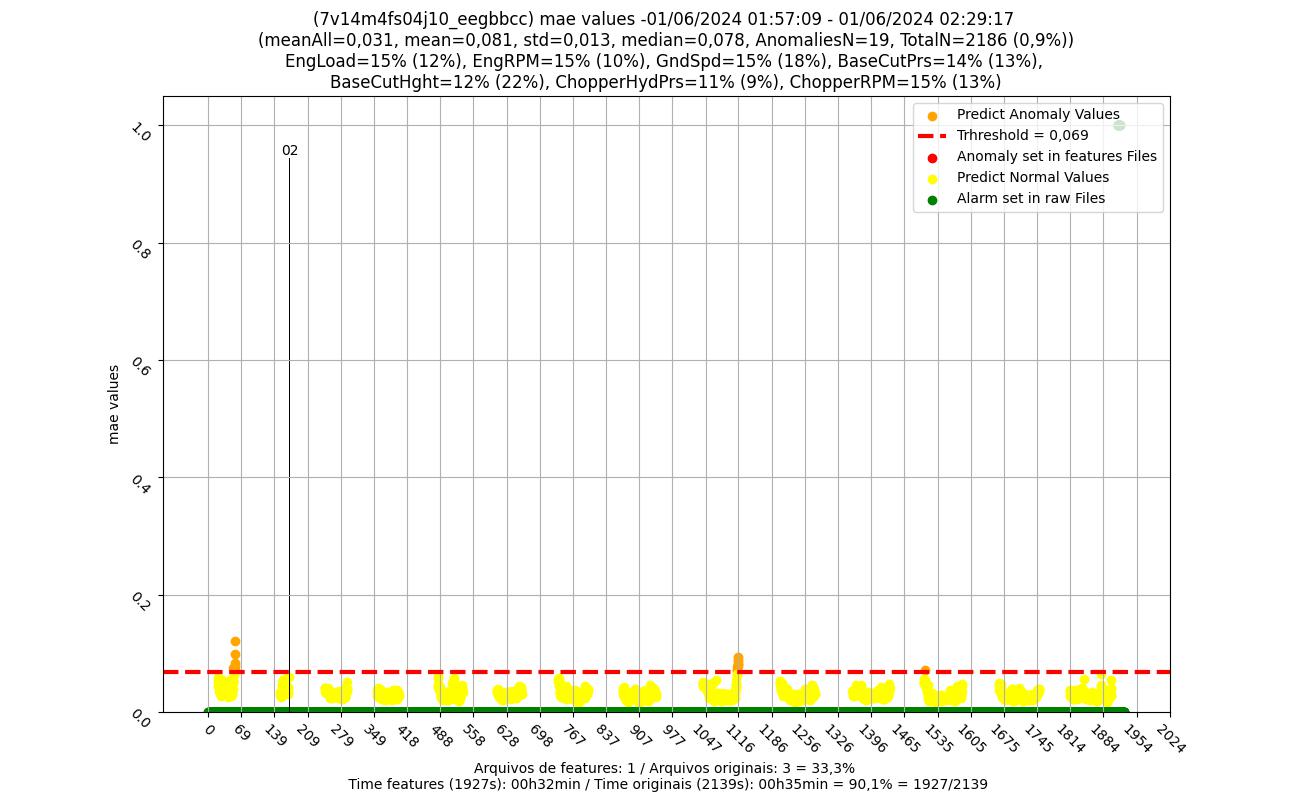 (7v14m4fs04j10_eegbbcc) mae values -01/06/2024 01:57:09 - 01/06/2024 02:29:17
(meanAll=0,031, mean=0,081, std=0,013, median=0,078, AnomaliesN=19, TotalN=2186 (0,9%))
EngLoad=15% (12%), EngRPM=15% (10%), GndSpd=15% (18%), BaseCutPrs=14% (13%),
BaseCutHght=12% (22%), ChopperHydPrs=11% (9%), ChopperRPM=15% (13%)
Predict Anomaly Values
Trhreshold = 0,069
Anomaly set in features Files
Predict Normal Values
Alarm set in raw Files
02
mae values
1.0
0.8
0.6
0.4
0.2
0.0
0 69 139 209 279 349 418 488 558 628 698 767 837 907 977 1047 1116 1186 1256 1326 1396 1465 1535 1605 1675 1745 1814 1884 1954 2024
Arquivos de features: 1 / Arquivos originais: 3 = 33,3%
Time features (1927s): 00h32min / Time originais (2139s): 00h35min = 90,1% = 1927/2139